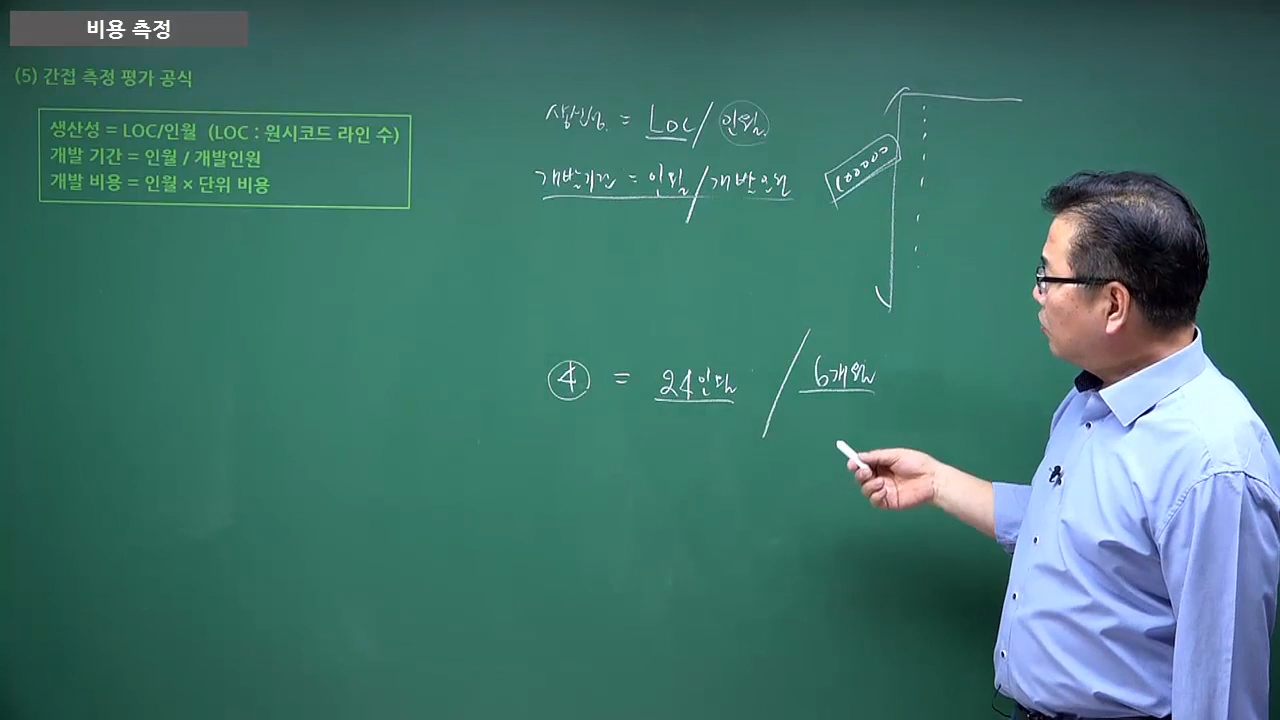 비용 측정
(5) 간접 측정 평가 공식
생산성 = LOC/인월 (LOC : 원시코드 라인 수)
개발 기간 = 인월 / 개발인원
개발 비용 = 인월 × 단위 비용
생산성 = LOC / 인월
개발기간 = 인월 / 개발인원
100000
4 = 24인월 / 6개월